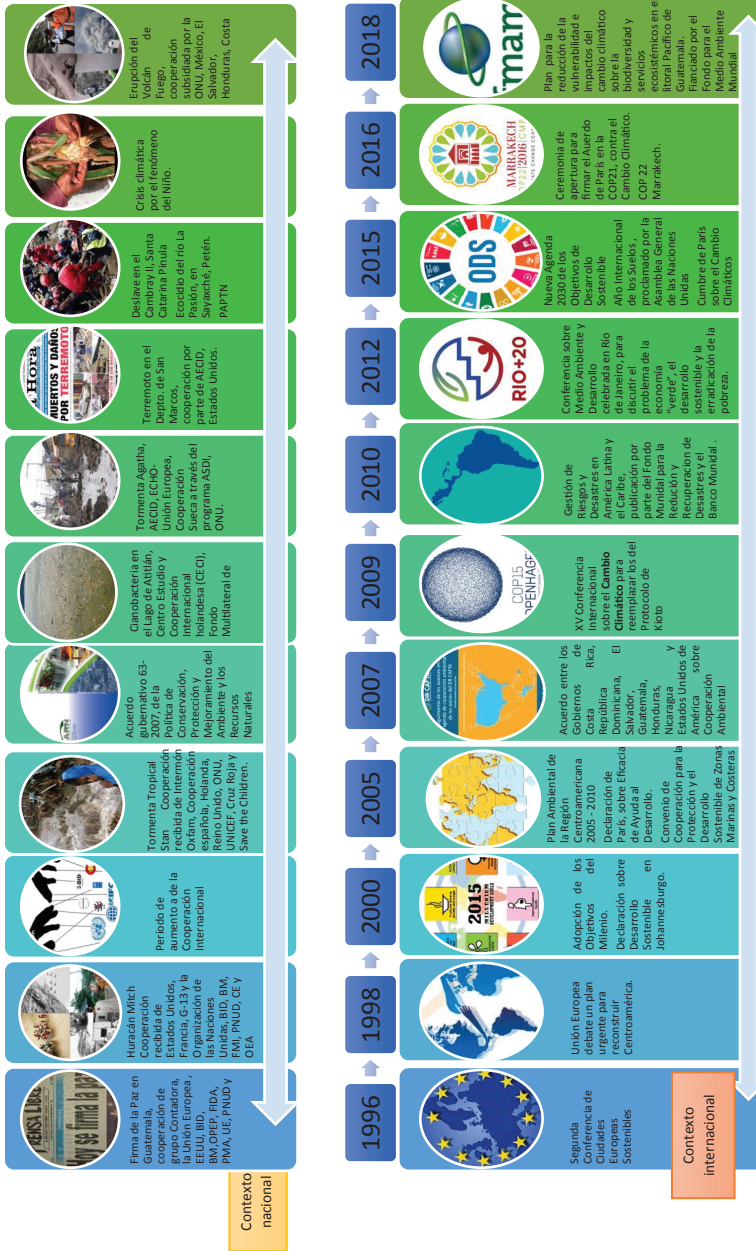 Contexto
nacional
Firma de la Paz en
Guatemala,
cooperación de
grupo Contadora,
la Unión Europea ,
EEUU, BID,
BM,OPEP, FIDA,
PMA, UE, PNUD y
Huracán Mitch
Cooperación
recibida de
Estados Unidos,
Francia, G-13 y la
Organización de
las Naciones
Unidas, BID, BM,
FMI, PNUD, CE y
OEA
Período de
aumento a de la
Cooperación
Internacional
Tormenta Tropical
Stan Cooperación
recibida de Intermón
Oxfam, Cooperación
española, Holanda,
Reino Unido, ONU,
UNICEF, Cruz Roja y
Save the Children.
Acuerdo
gubernativo 63-
2007, de la
Política de
Conservación,
Protección y
Mejoramiento del
Ambiente y los
Recursos
Naturales
Cianobacteria en
el Lago de Atitlán,
Centro Estudio y
Cooperación
Internacional
holandesa (CECI),
Fondo
Multilateral de
Tormenta Agatha,
AECID, ECHO-
Unión Europea,
Cooperación
Sueca a través del
programa ASDI,
ONU.
Hora
MUERTOS Y DAÑOS
POR TERREMOTO
Terremoto en el
Depto. de San
Marcos,
cooperación por
parte de AECID,
Estados Unidos.
Deslave en el
Cambray II, Santa
Catarina Pinula
Ecocidio del río La
Pasión, en
Sayaxché, Petén.
PAPTN
Crisis climática
por el fenómeno
del Niño.
Erupción del
Volcán de
Fuego,
cooperación
subsidiada por la
ONU, México, El
Salvador,
Honduras, Costa
1996
1998
2000
2005
2007
2009
2010
2012
2015
2016
2018
Segunda
Conferencia de
Ciudades
Europeas
Sostenibles
Unión Europea
debate un plan
urgente para
reconstruir
Centroamérica.
2015
MILLENNIUM
DEVELOPMENT GOALS
Adopción de los
Objetivos del
Milenio.
Declaración sobre
Desarrollo
Sostenible en
Johannesburgo.
Plan Ambiental de
la Región
Centroamericana
2005 - 2010
Declaración de
París, sobre Eficacia
de Ayuda al
Desarrollo.
Convenio de
Cooperación para la
Protección y el
Desarrollo
Sostenible de Zonas
Marinas y Costeras
Acuerdo entre los
Gobiernos de
Costa Rica,
República
Dominicana, El
Salvador,
Guatemala,
Honduras,
Nicaragua y
Estados Unidos de
América sobre
Cooperación
Ambiental
COP15
OPENHAGE
XV Conferencia
Internacional
sobre el Cambio
Climático para
reemplazar los del
Protocolo de
Kioto
Gestión de
Riesgos y
Desastres en
América Latina y
el Caribe,
publicación por
parte del Fondo
Munidal para la
Redución y
Recuperacion de
Desastres y el
Banco Munidal .
RIO+20
Conferencia sobre
Medio Ambiente y
Desarrollo
celebrada en Río
de Janeiro, para
discutir el
problema de la
economía
"verde", el
desarrollo
sostenible y la
erradicación de la
pobreza.
ODS
Nueva Agenda
2030 de los
Objetivos de
Desarrollo
Sostenible
Año Internacional
de los Suelos ,
proclamado por la
Asamblea General
de las Naciones
Unidas
Cumbre de París
sobre el Cambio
Climáticos
MARRAKECH
COP22|2016|CMP
Ceremonia de
apertura para
firmar el Auerdo
de París en la
COP21, contra el
Cambio Climático.
COP 22
Marrakech.
fmam
Plan para la
reducción de la
vulnerabilidad e
impactos del
cambio climático
sobre la
biodiversidad y
servicios
ecosistémicos en e
litoral Pacífico de
Guatemala.
Fianciado por el
Fondo para el
Medio Ambiente
Mundial
Contexto
internacional